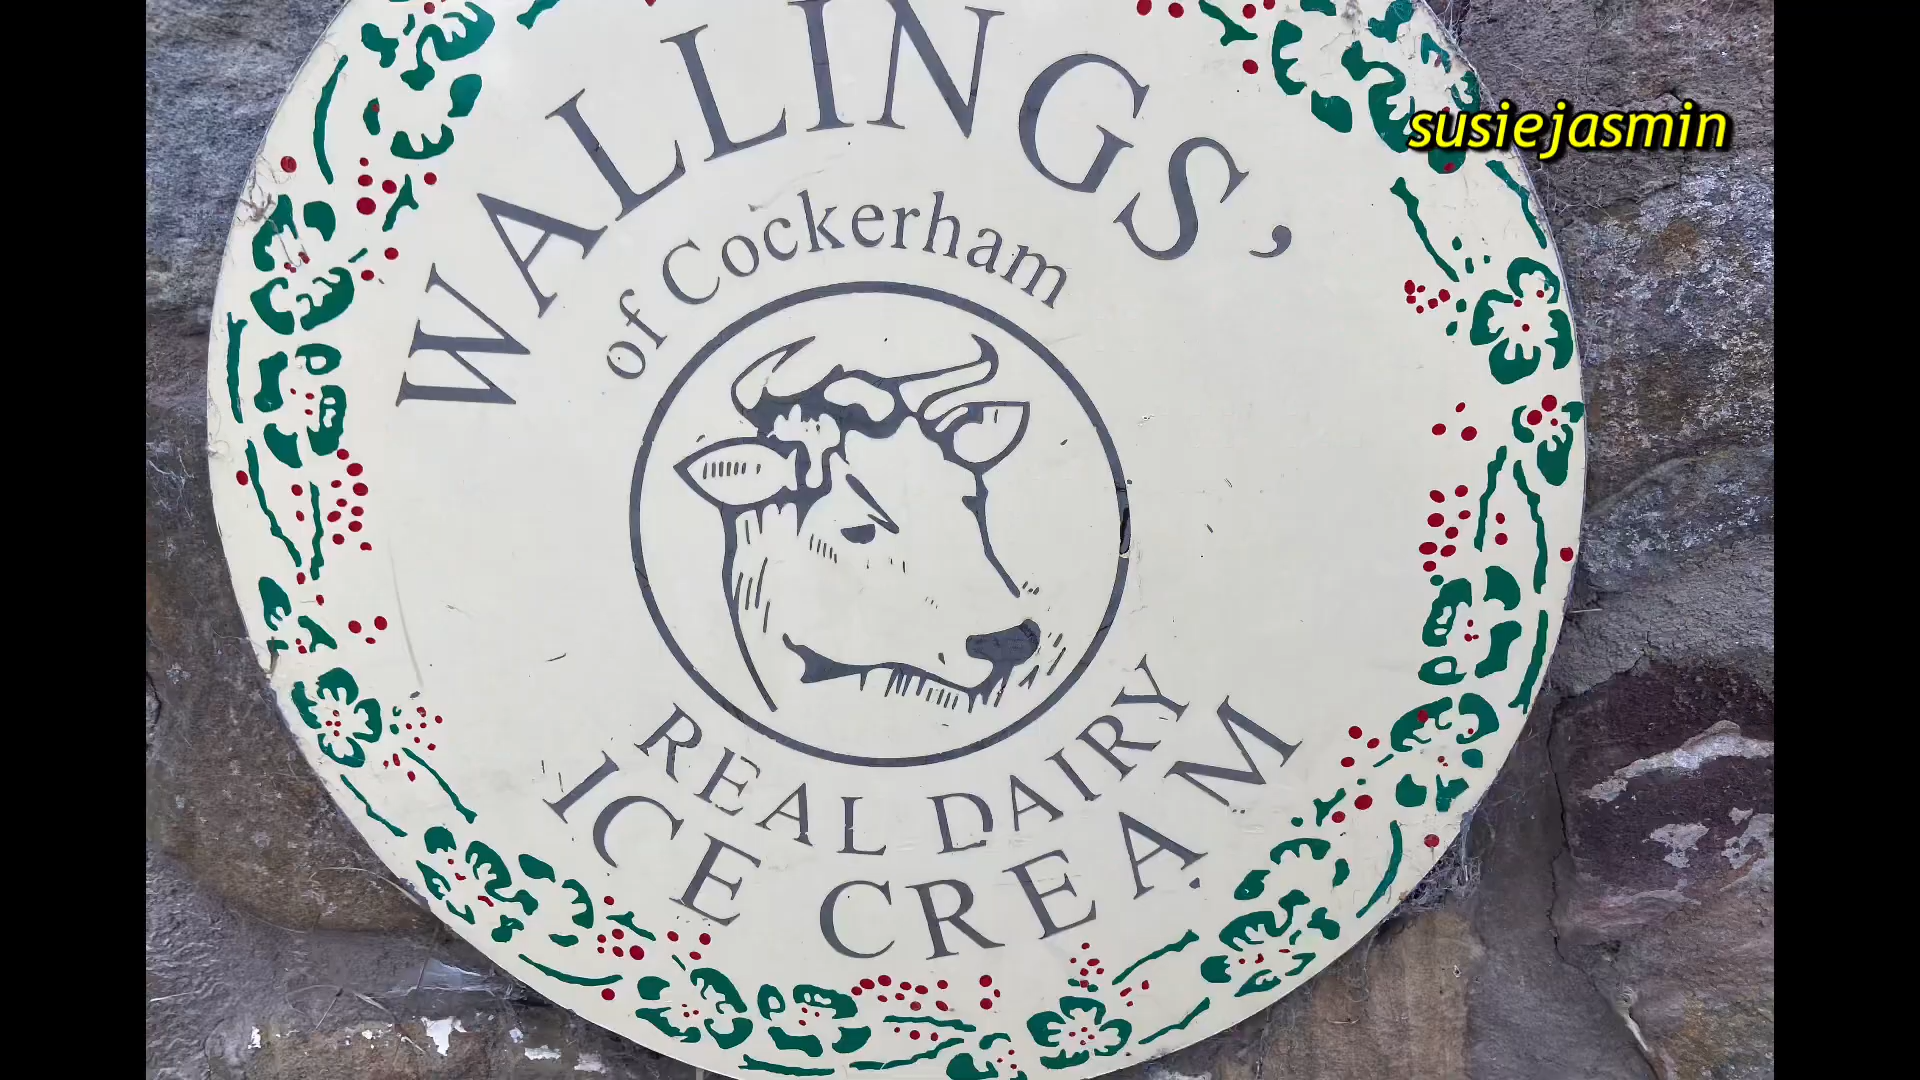 WALLINGS'
susiejasmin
of Cockerham
REAL DAIRY
ICE CREAM